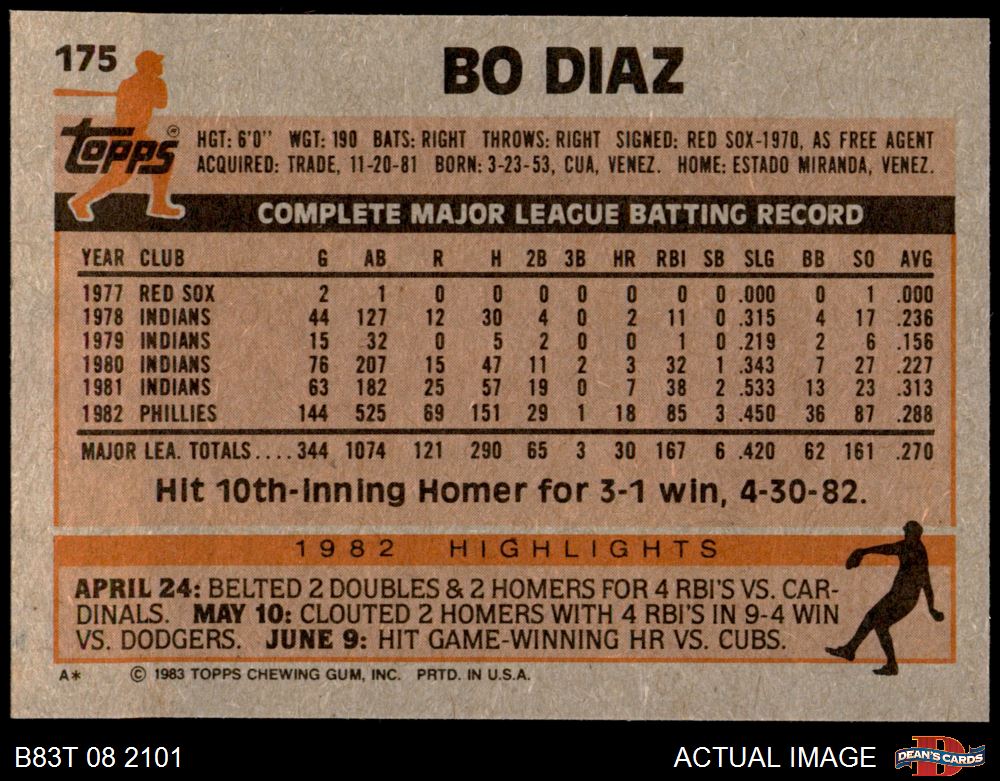 175
BO DIAZ
Topps®
HGT: 6'0" WGT: 190 BATS: RIGHT THROWS: RIGHT SIGNED: RED SOX-1970, AS FREE AGENT
ACQUIRED: TRADE, 11-20-81 BORN: 3-23-53, CUA, VENEZ. HOME: ESTADO MIRANDA, VENEZ.
COMPLETE MAJOR LEAGUE BATTING RECORD
YEAR CLUB G AB R H 2B 3B HR RBI SB SLG BB SO AVG
1977 RED SOX 2 1 0 0 0 0 0 0 0 .000 0 1 .000
1978 INDIANS 44 127 12 30 4 0 2 11 0 .315 4 17 .236
1979 INDIANS 15 32 0 5 2 0 0 1 0 .219 2 6 .156
1980 INDIANS 76 207 15 47 11 2 3 32 1 .343 7 27 .227
1981 INDIANS 63 182 25 57 19 0 7 38 2 .533 13 23 .313
1982 PHILLIES 144 525 69 151 29 1 18 85 3 .450 36 87 .288
MAJOR LEA. TOTALS....344 1074 121 290 65 3 30 167 6 .420 62 161 .270
Hit 10th-inning Homer for 3-1 win, 4-30-82.
1982 HIGHLIGHTS
APRIL 24: BELTED 2 DOUBLES & 2 HOMERS FOR 4 RBI'S VS. CAR-
DINALS. MAY 10: CLOUTED 2 HOMERS WITH 4 RBI'S IN 9-4 WIN
VS. DODGERS. JUNE 9: HIT GAME-WINNING HR VS. CUBS.
A* © 1983 TOPPS CHEWING GUM, INC. PRTD. IN U.S.A.
B83T 08 2101
ACTUAL IMAGE
D
DEAN'S CARDS